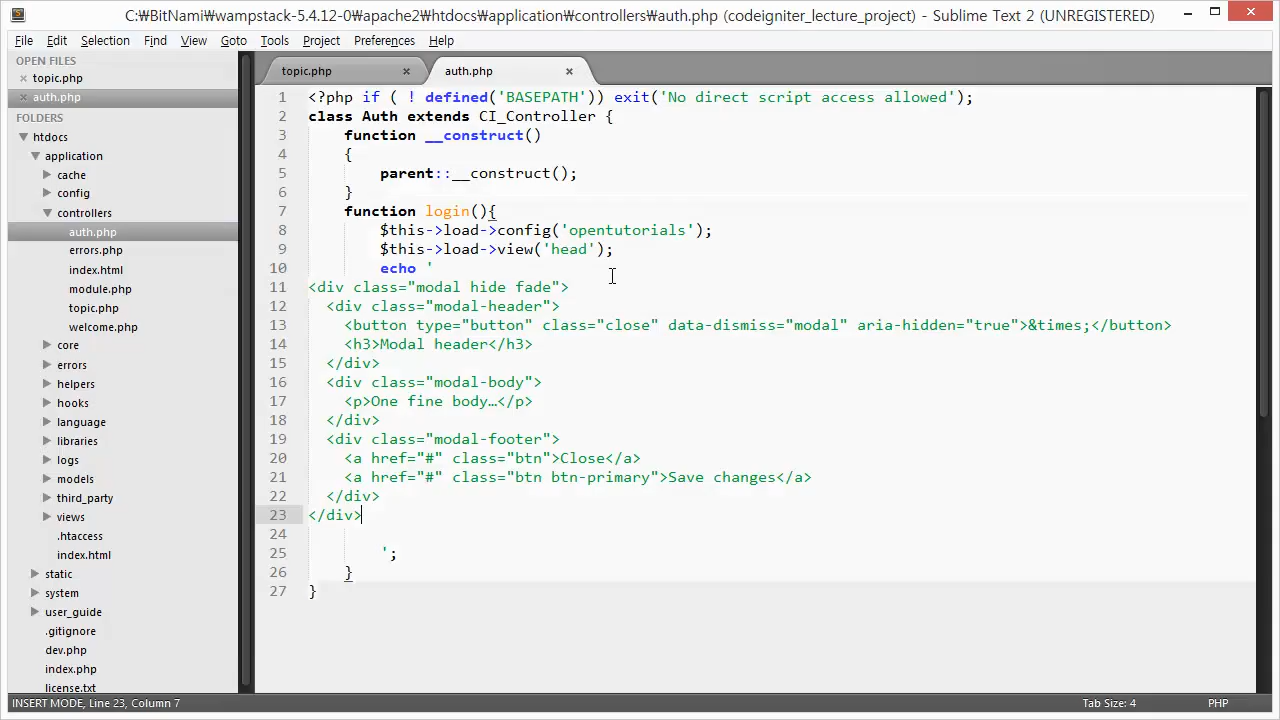 C:₩BitNami₩wampstack-5.4.12-0₩apache2₩htdocs₩application₩controllers₩auth.php (codeigniter_lecture_project) - Sublime Text 2 (UNREGISTERED)
File Edit Selection Find View Goto Tools Project Preferences Help
OPEN FILES
topic.php
auth.php
FOLDERS
htdocs
application
cache
config
controllers
auth.php
errors.php
index.html
module.php
topic.php
welcome.php
core
errors
helpers
hooks
language
libraries
logs
models
third_party
views
.htaccess
index.html
static
system
user_guide
.gitignore
dev.php
index.php
license.txt
topic.php × auth.php ×
1 <?php if ( ! defined('BASEPATH')) exit('No direct script access allowed');
2 class Auth extends CI_Controller {
3     function __construct()
4     {
5         parent::__construct();
6     }
7     function login(){
8         $this->load->config('opentutorials');
9         $this->load->view('head');
10         echo '
11 <div class="modal hide fade">
12   <div class="modal-header">
13     <button type="button" class="close" data-dismiss="modal" aria-hidden="true">&times;</button>
14     <h3>Modal header</h3>
15   </div>
16   <div class="modal-body">
17     <p>One fine body…</p>
18   </div>
19   <div class="modal-footer">
20     <a href="#" class="btn">Close</a>
21     <a href="#" class="btn btn-primary">Save changes</a>
22   </div>
23 </div>
24
25         ';
26     }
27 }
INSERT MODE, Line 23, Column 7 Tab Size: 4 PHP